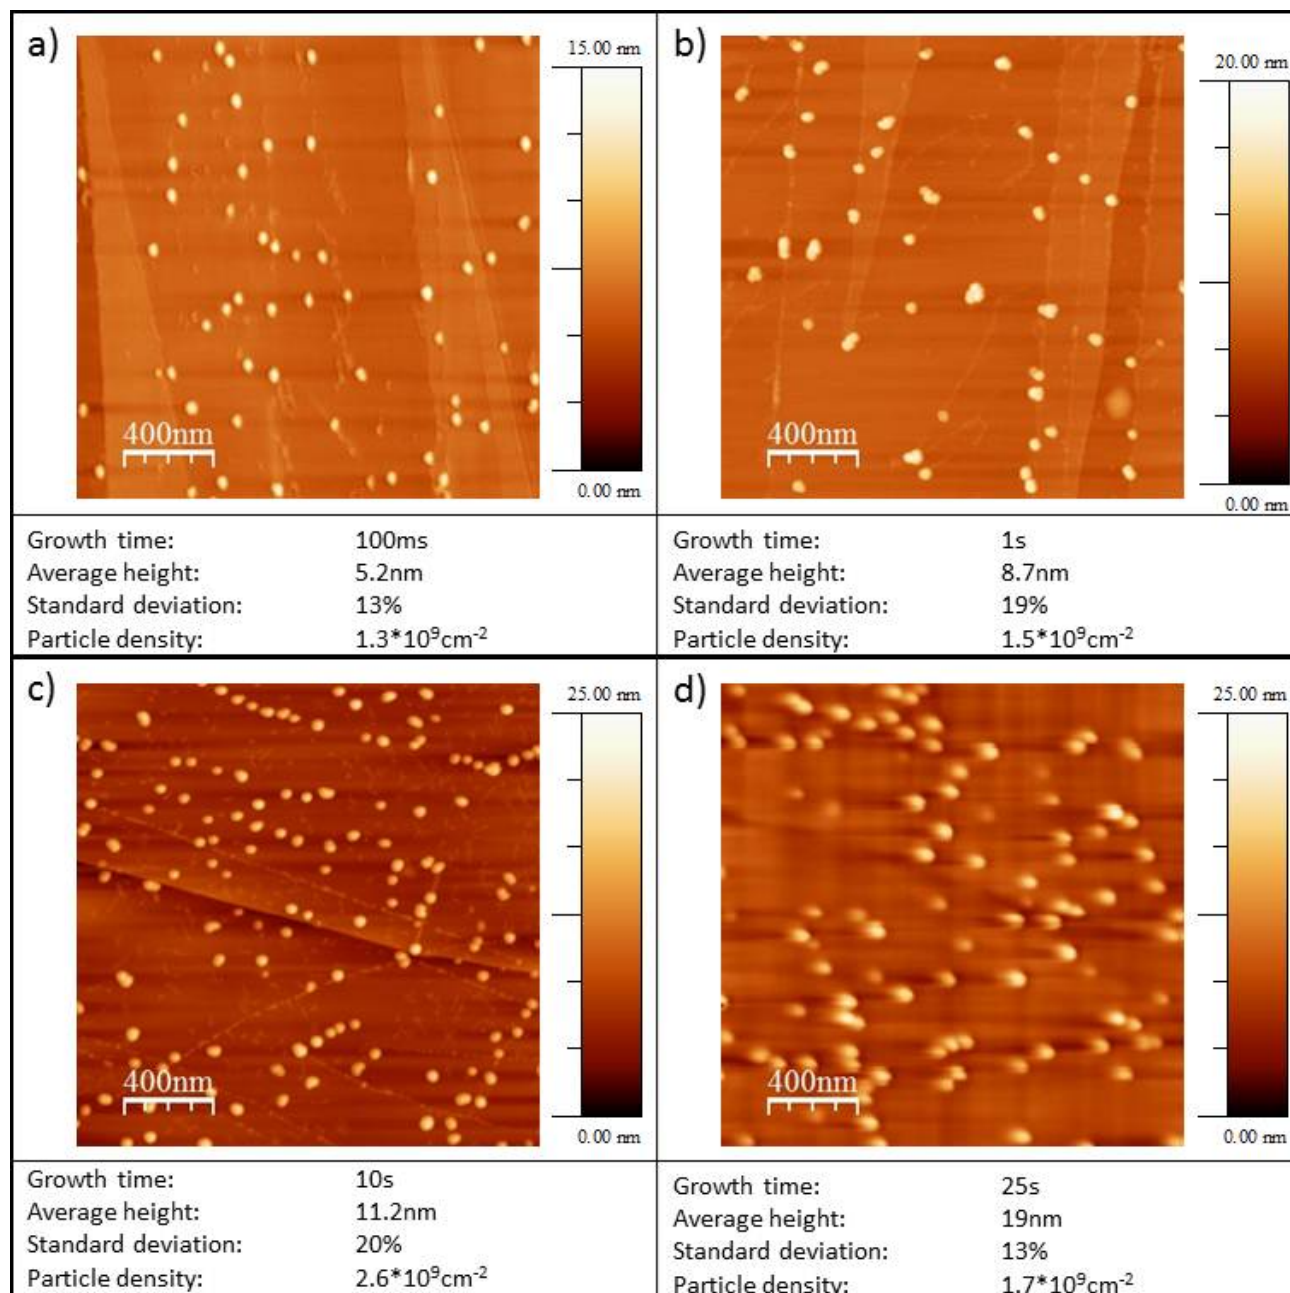 a)
15.00 nm
400nm
0.00 nm
Growth time: 100ms
Average height: 5.2nm
Standard deviation: 13%
Particle density: 1.3*10⁹cm⁻²
b)
20.00 nm
400nm
0.00 nm
Growth time: 1s
Average height: 8.7nm
Standard deviation: 19%
Particle density: 1.5*10⁹cm⁻²
c)
25.00 nm
400nm
0.00 nm
Growth time: 10s
Average height: 11.2nm
Standard deviation: 20%
Particle density: 2.6*10⁹cm⁻²
d)
25.00 nm
400nm
0.00 nm
Growth time: 25s
Average height: 19nm
Standard deviation: 13%
Particle density: 1.7*10⁹cm⁻²